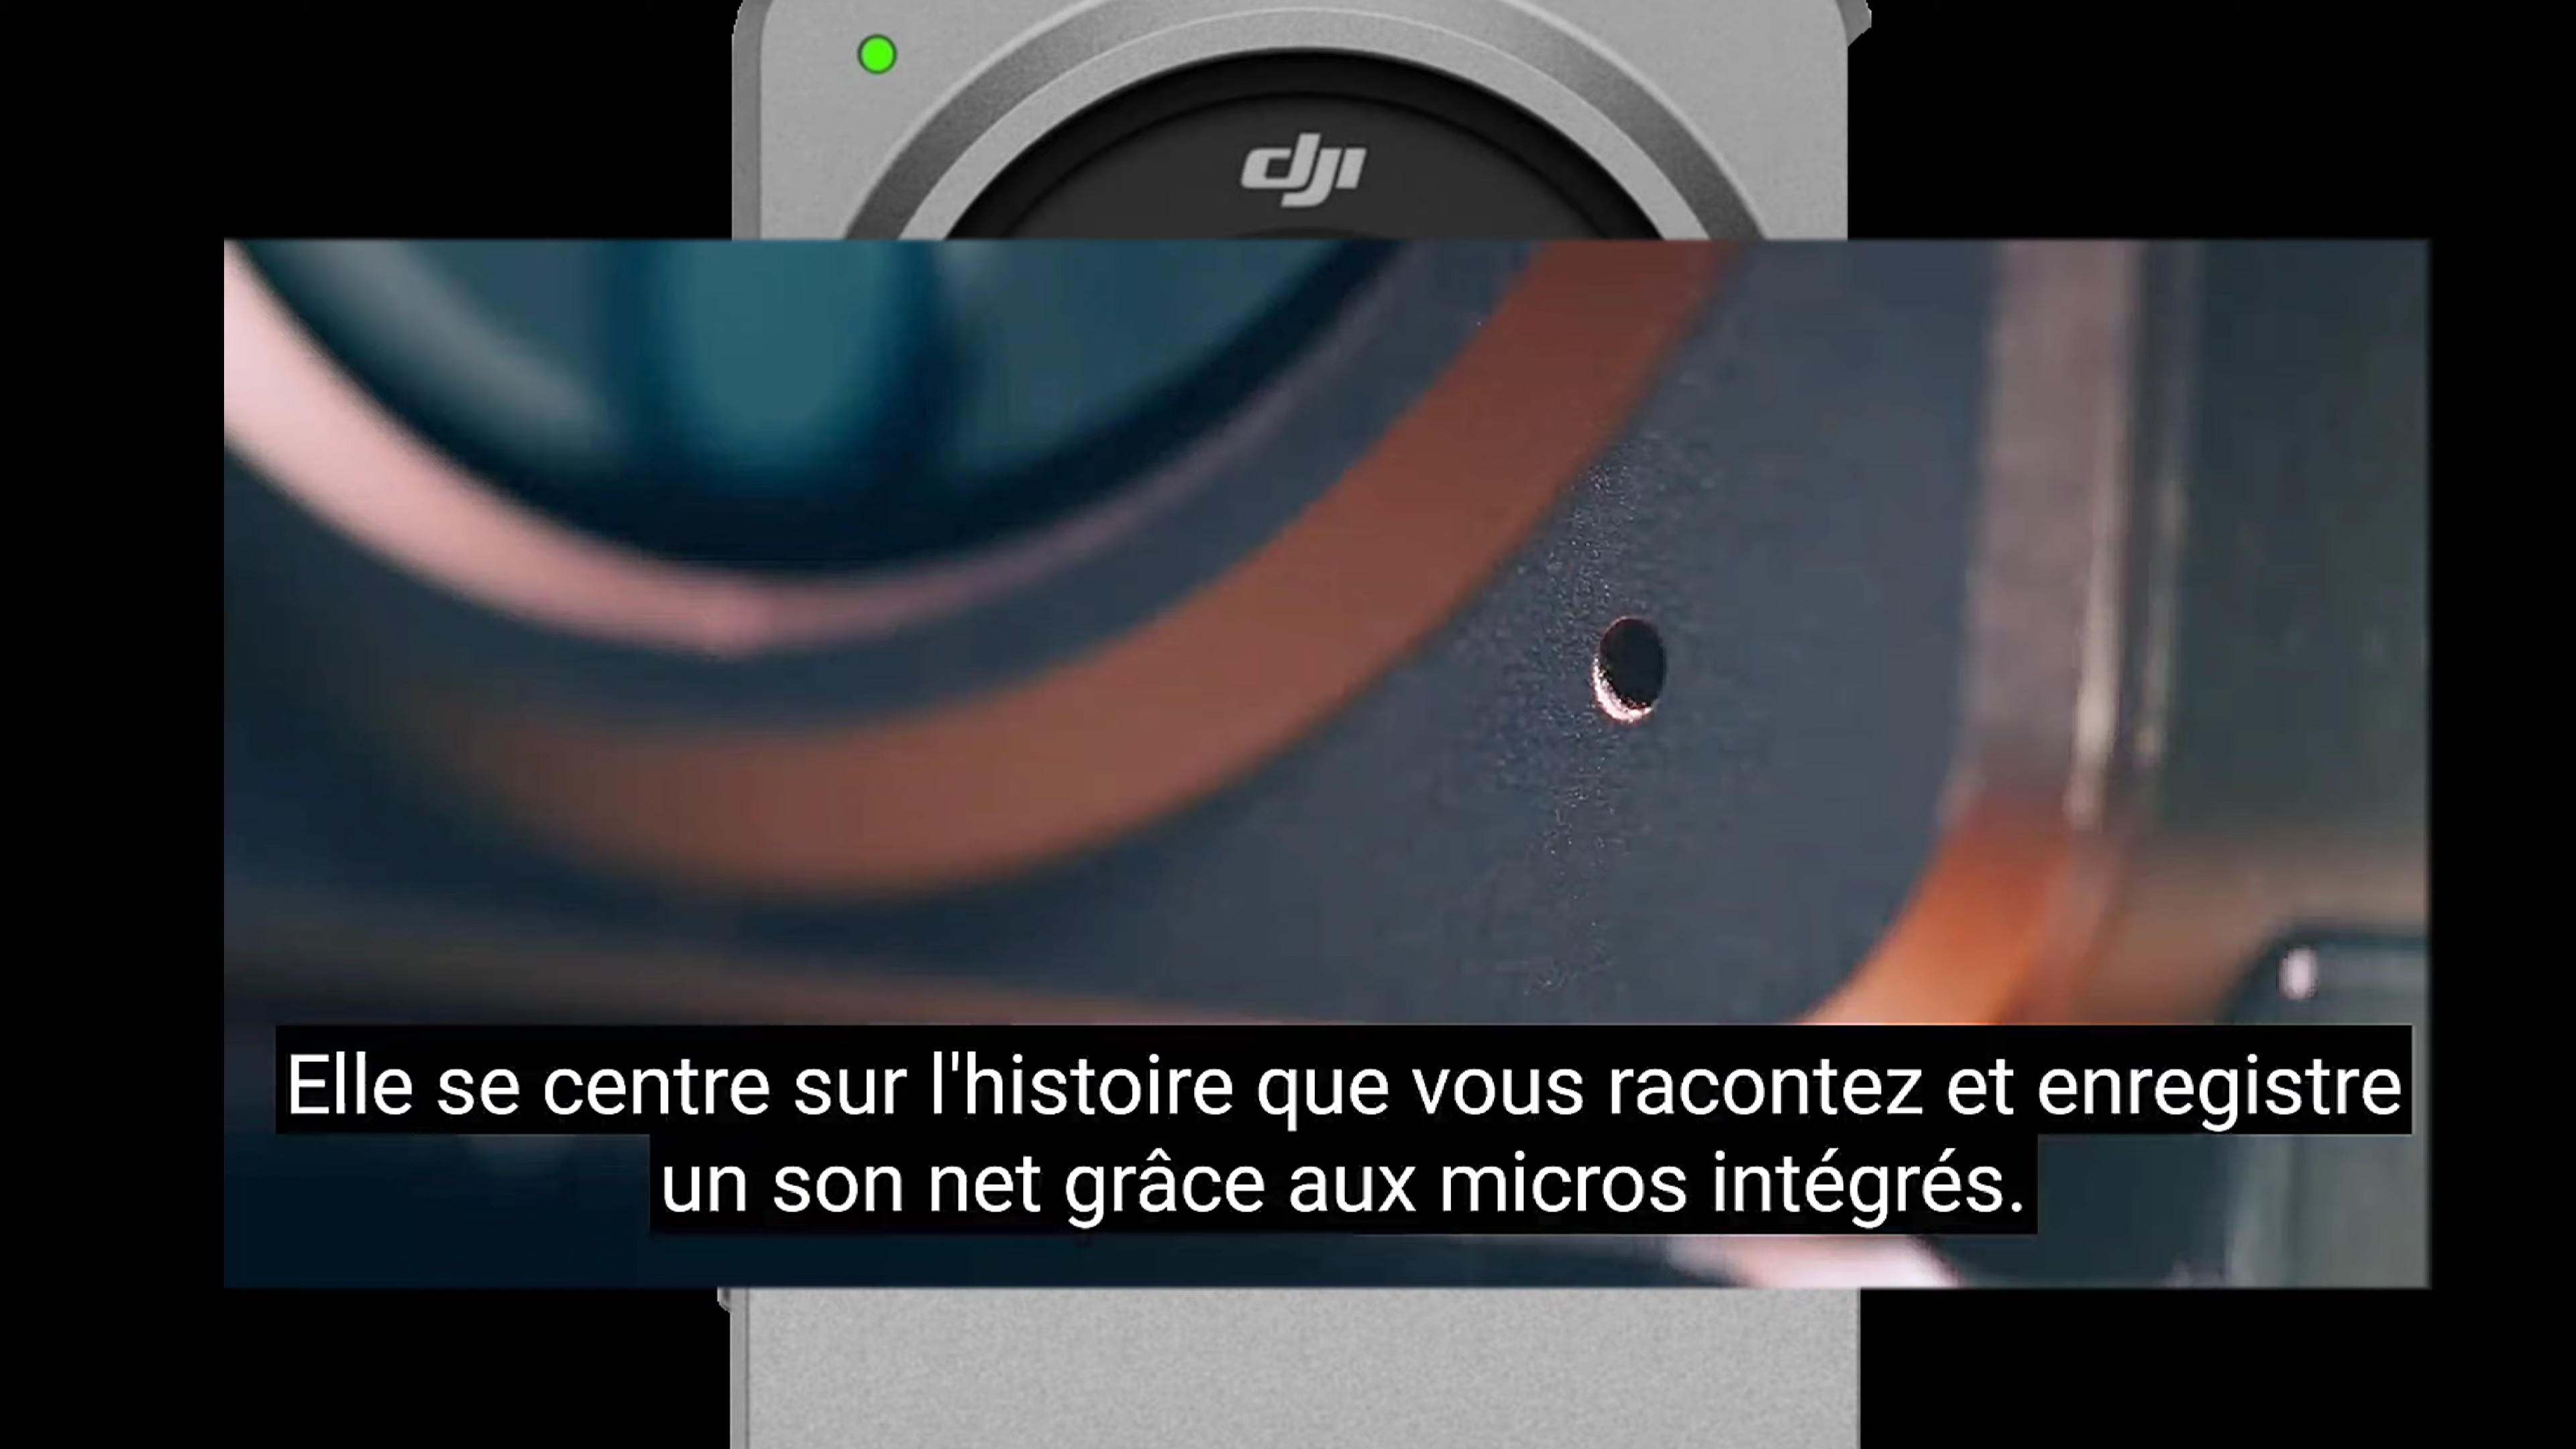 dji
Elle se centre sur l'histoire que vous racontez et enregistre
un son net grâce aux micros intégrés.